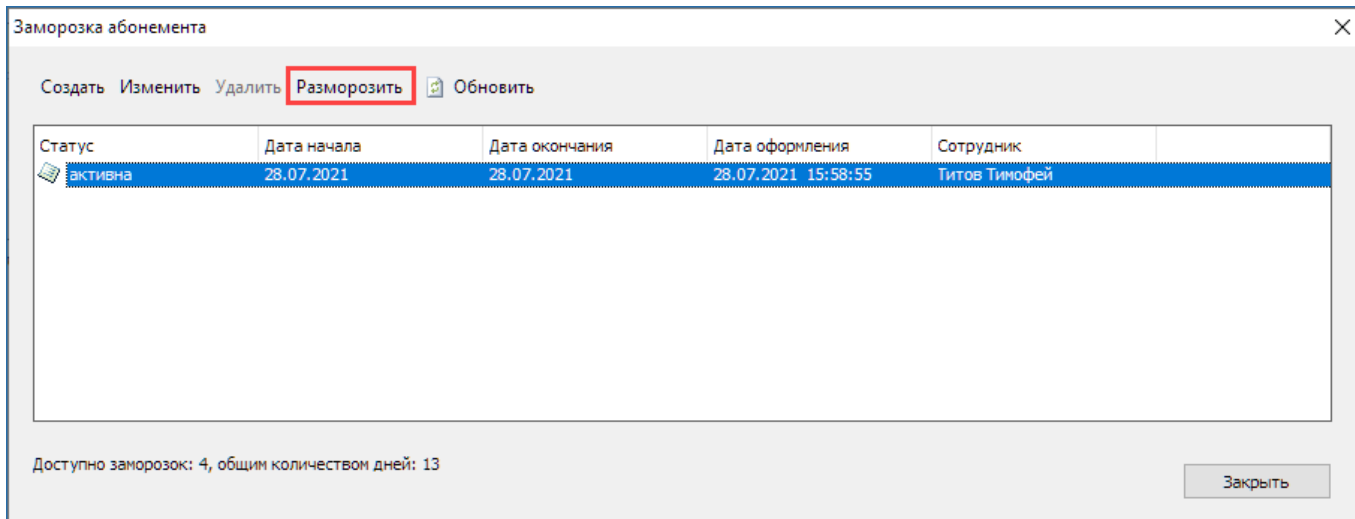 Заморозка абонемента
Создать Изменить Удалить Разморозить Обновить
Статус Дата начала Дата окончания Дата оформления Сотрудник
активна 28.07.2021 28.07.2021 28.07.2021 15:58:55 Титов Тимофей
Доступно заморозок: 4, общим количеством дней: 13
Закрыть